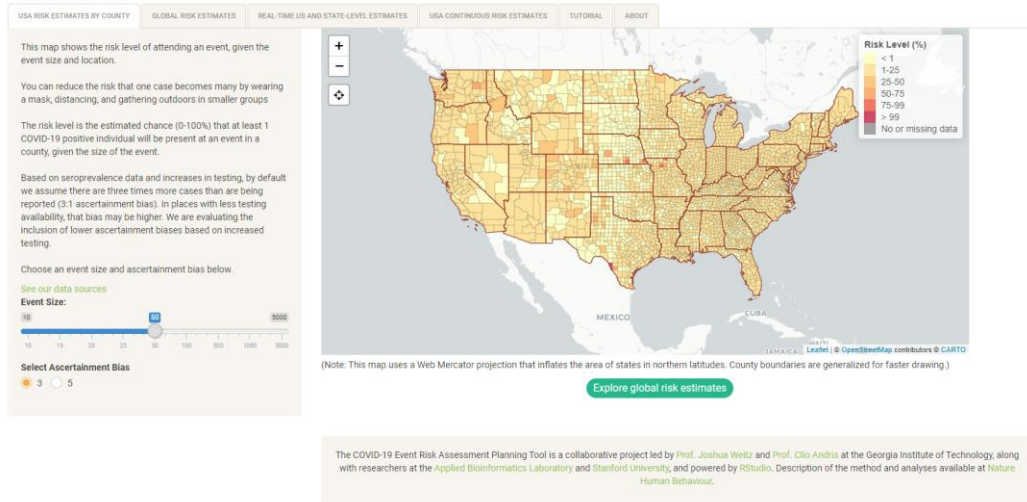 USA RISK ESTIMATES BY COUNTY
GLOBAL RISK ESTIMATES
REAL-TIME US AND STATE-LEVEL ESTIMATES
USA CONTINUOUS RISK ESTIMATES
TUTORIAL
ABOUT
This map shows the risk level of attending an event, given the
event size and location.
You can reduce the risk that one case becomes many by wearing
a mask, distancing, and gathering outdoors in smaller groups
The risk level is the estimated chance (0-100%) that at least 1
COVID-19 positive individual will be present at an event in a
county, given the size of the event.
Based on seroprevalence data and increases in testing, by default
we assume there are three times more cases than are being
reported (3:1 ascertainment bias). In places with less testing
availability, that bias may be higher. We are evaluating the
inclusion of lower ascertainment biases based on increased
testing.
Choose an event size and ascertainment bias below.
See our data sources
Event Size:
10 50 5000
10 15 20 25 50 100 500 1000 5000
Select Ascertainment Bias
3 5
+
−
Risk Level (%)
< 1
1-25
25-50
50-75
75-99
> 99
No or missing data
MEXICO
CUBA
HAITI
JAMAICA
Leaflet | © OpenStreetMap contributors © CARTO
(Note: This map uses a Web Mercator projection that inflates the area of states in northern latitudes. County boundaries are generalized for faster drawing.)
Explore global risk estimates
The COVID-19 Event Risk Assessment Planning Tool is a collaborative project led by Prof. Joshua Weitz and Prof. Clio Andris at the Georgia Institute of Technology, along
with researchers at the Applied Bioinformatics Laboratory and Stanford University, and powered by RStudio. Description of the method and analyses available at Nature
Human Behaviour.